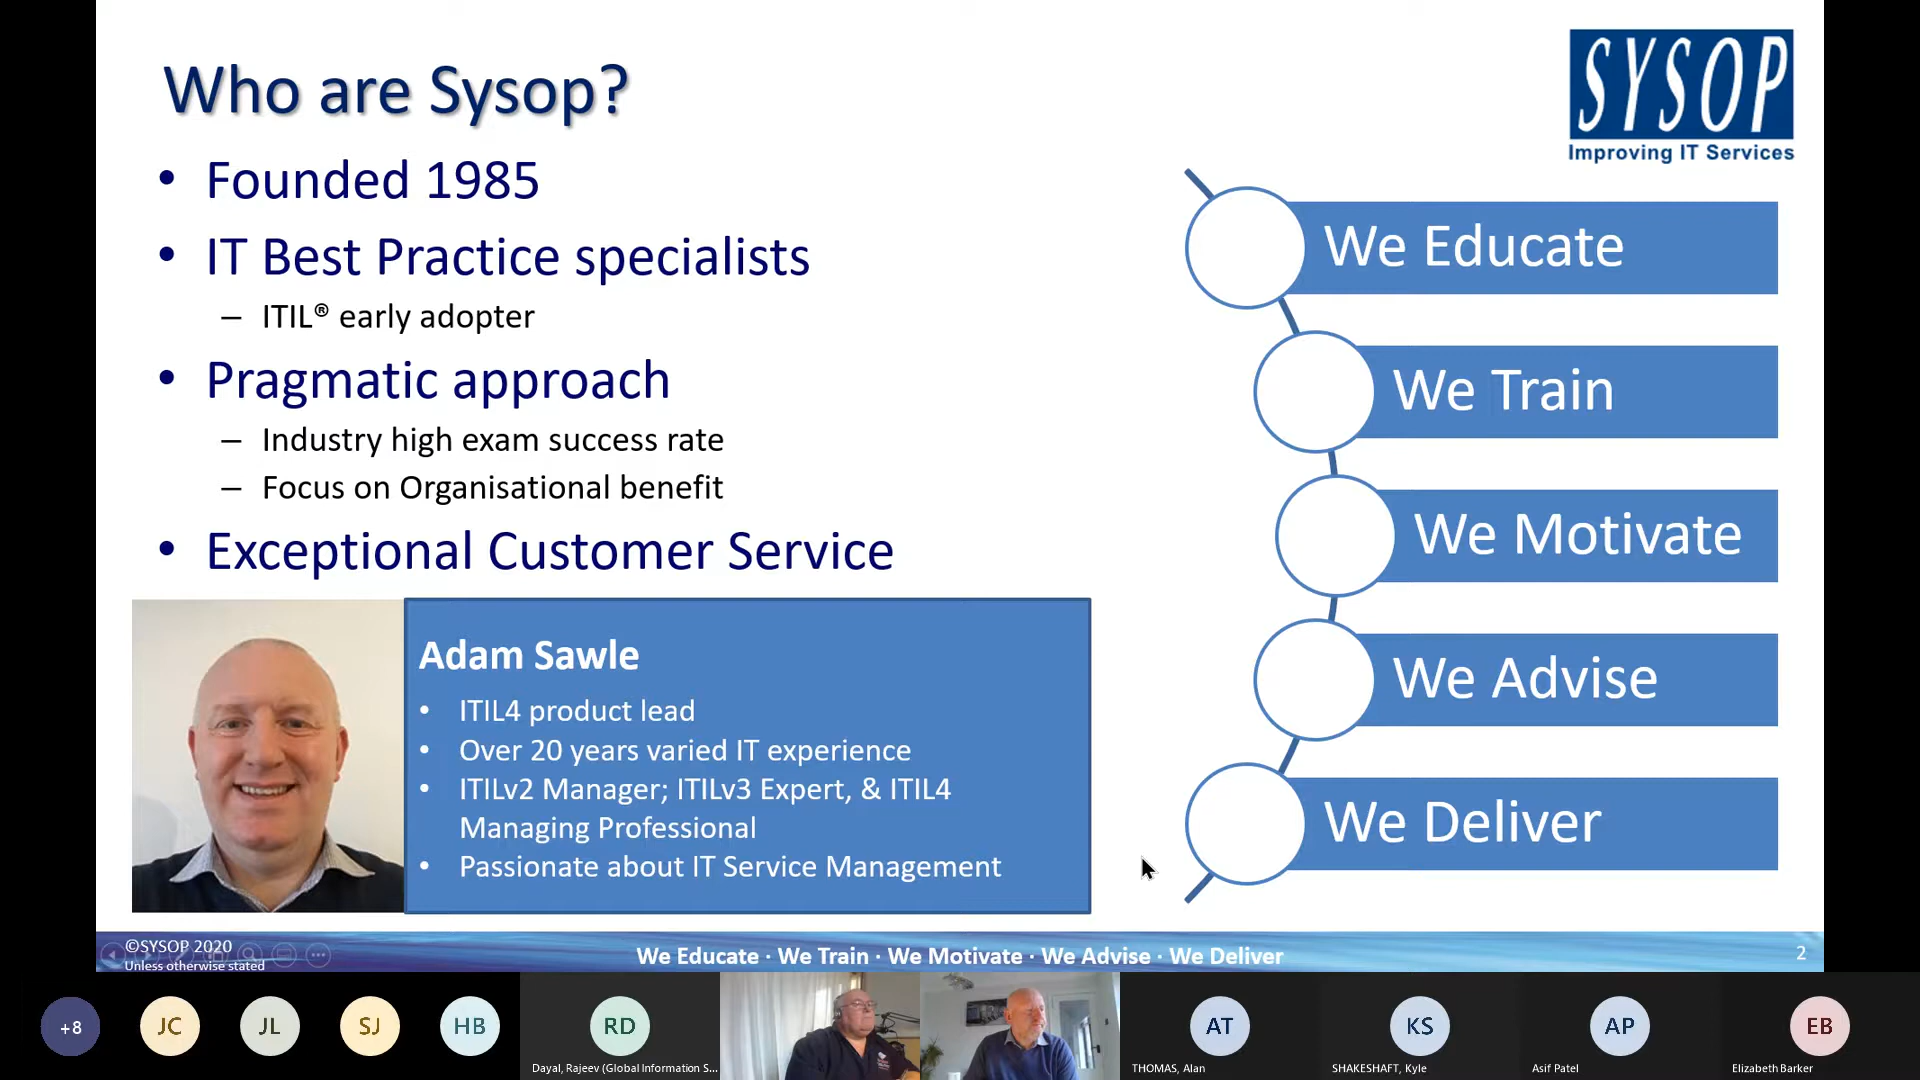 Who are Sysop?
SYSOP
Improving IT Services
• Founded 1985
• IT Best Practice specialists
– ITIL® early adopter
• Pragmatic approach
– Industry high exam success rate
– Focus on Organisational benefit
• Exceptional Customer Service
We Educate
We Train
We Motivate
We Advise
We Deliver
Adam Sawle
• ITIL4 product lead
• Over 20 years varied IT experience
• ITILv2 Manager; ITILv3 Expert, & ITIL4
Managing Professional
• Passionate about IT Service Management
©SYSOP 2020
Unless otherwise stated
We Educate · We Train · We Motivate · We Advise · We Deliver
2
+8
JC
JL
SJ
HB
RD
Dayal, Rajeev (Global Information S...
AT
THOMAS, Alan
KS
SHAKESHAFT, Kyle
AP
Asif Patel
EB
Elizabeth Barker